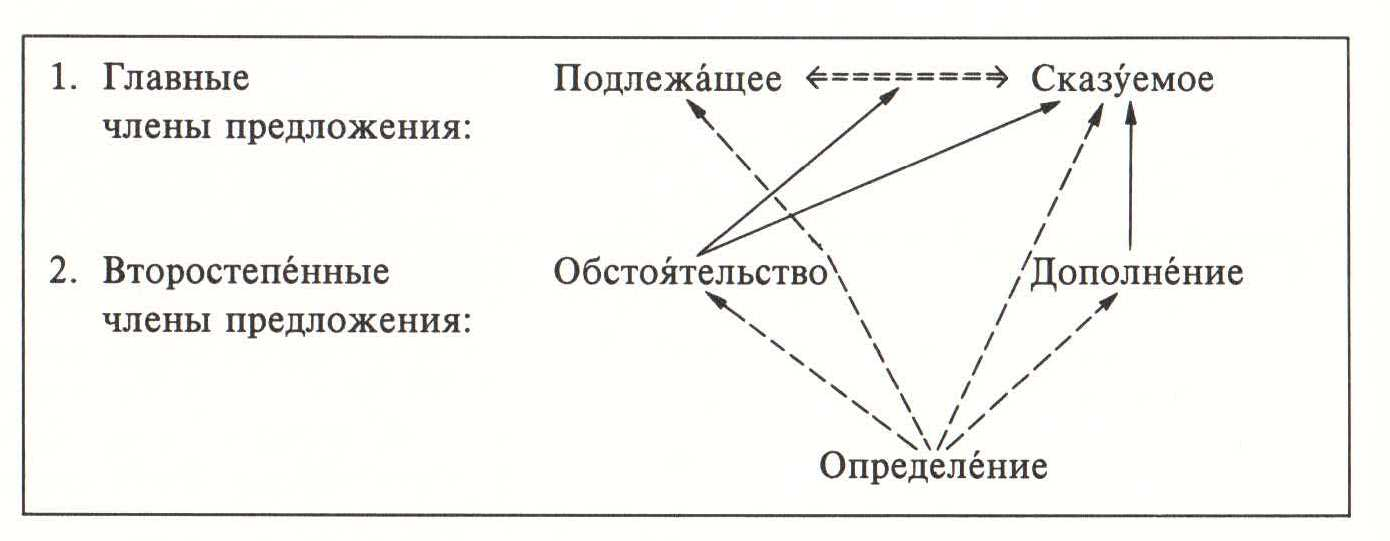 1. Главные Подлежа́щее Сказу́емое
члены предложения:
2. Второстепе́нные Обстоя́тельство Дополне́ние
члены предложения:
Определе́ние